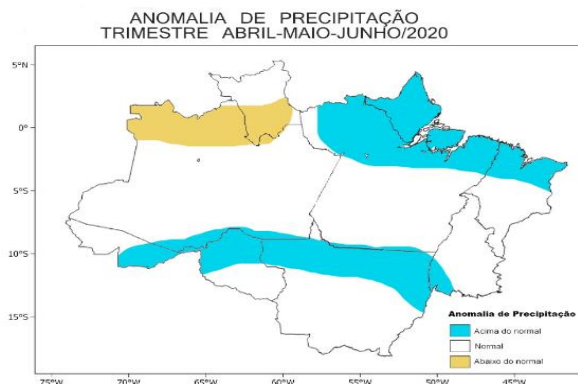 ANOMALIA DE PRECIPITAÇÃO
TRIMESTRE ABRIL-MAIO-JUNHO/2020
5°N
0°
5°S
10°S
15°S
Anomalia de Precipitação
Acima do normal
Normal
Abaixo do normal
75°W 70°W 65°W 60°W 55°W 50°W 45°W